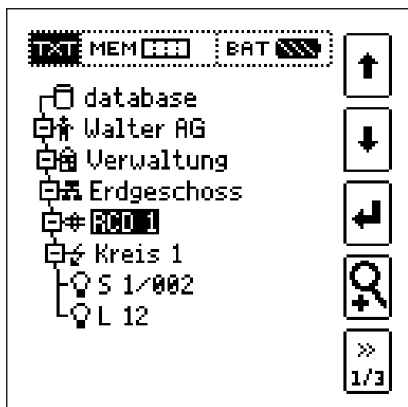 TXT MEM BAT
database
Walter AG
Verwaltung
Erdgeschoss
RCD 1
Kreis 1
S 1/002
L 12
»
1/3